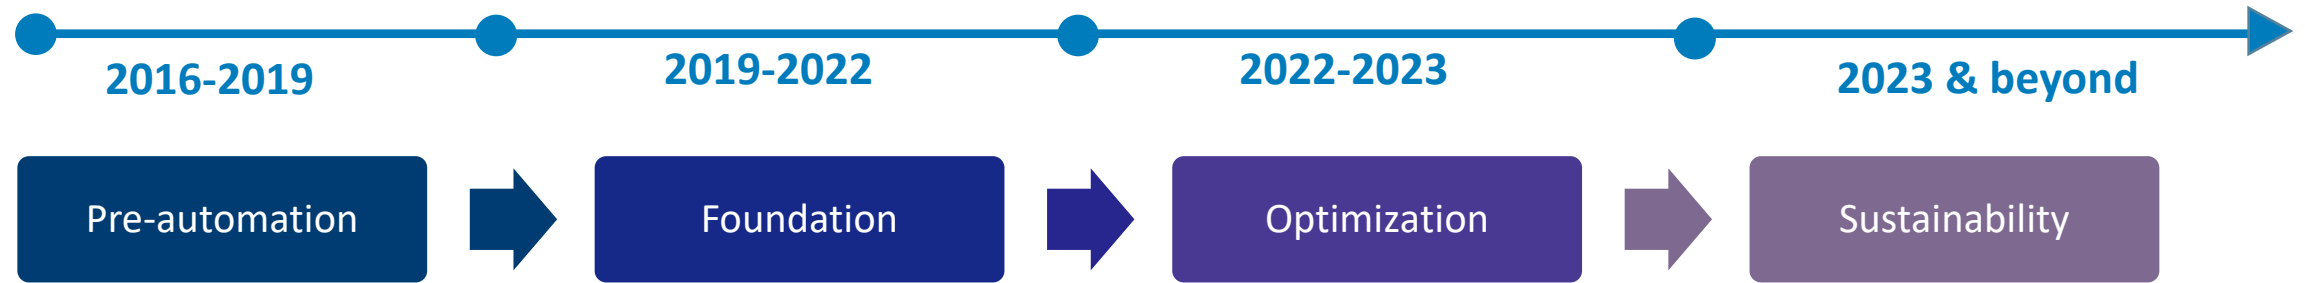 2016-2019
2019-2022
2022-2023
2023 & beyond
Pre-automation
Foundation
Optimization
Sustainability